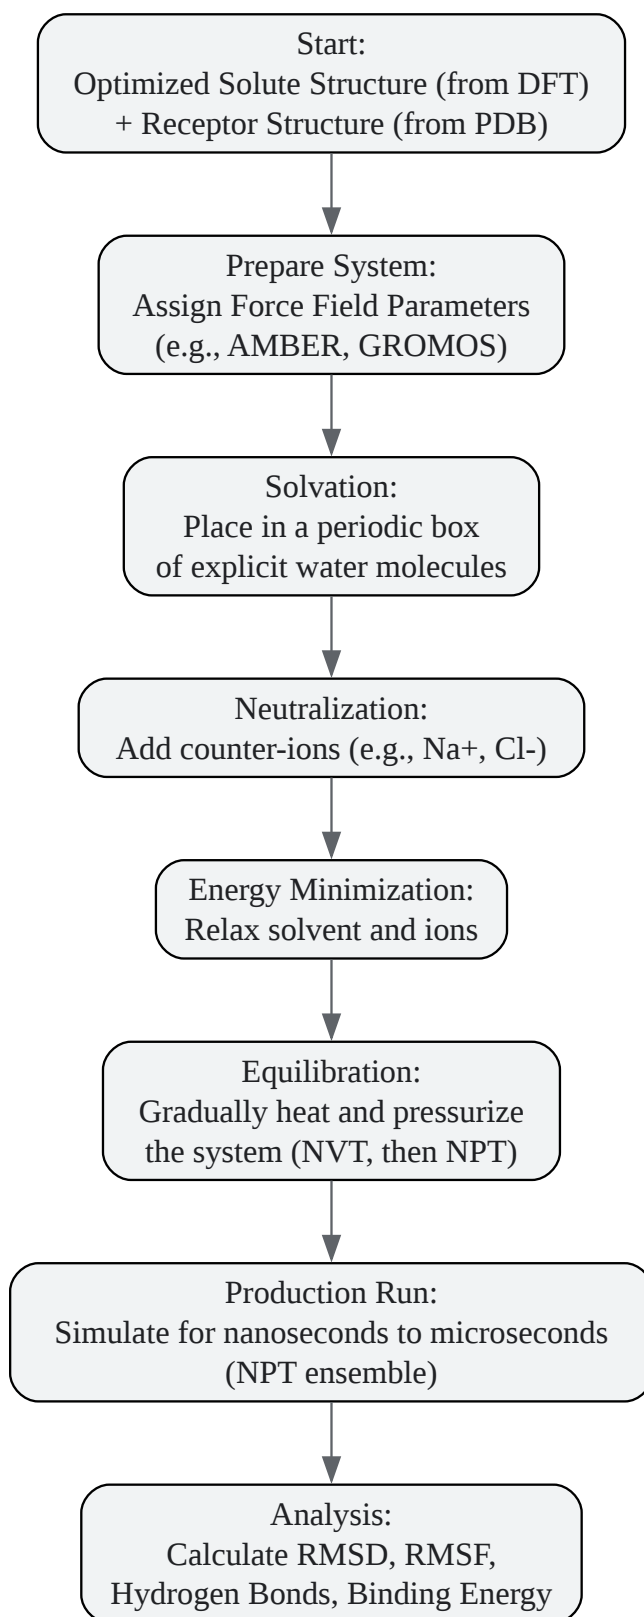 Start:
Optimized Solute Structure (from DFT)
+ Receptor Structure (from PDB)
Prepare System:
Assign Force Field Parameters
(e.g., AMBER, GROMOS)
Solvation:
Place in a periodic box
of explicit water molecules
Neutralization:
Add counter-ions (e.g., Na+, Cl-)
Energy Minimization:
Relax solvent and ions
Equilibration:
Gradually heat and pressurize
the system (NVT, then NPT)
Production Run:
Simulate for nanoseconds to microseconds
(NPT ensemble)
Analysis:
Calculate RMSD, RMSF,
Hydrogen Bonds, Binding Energy